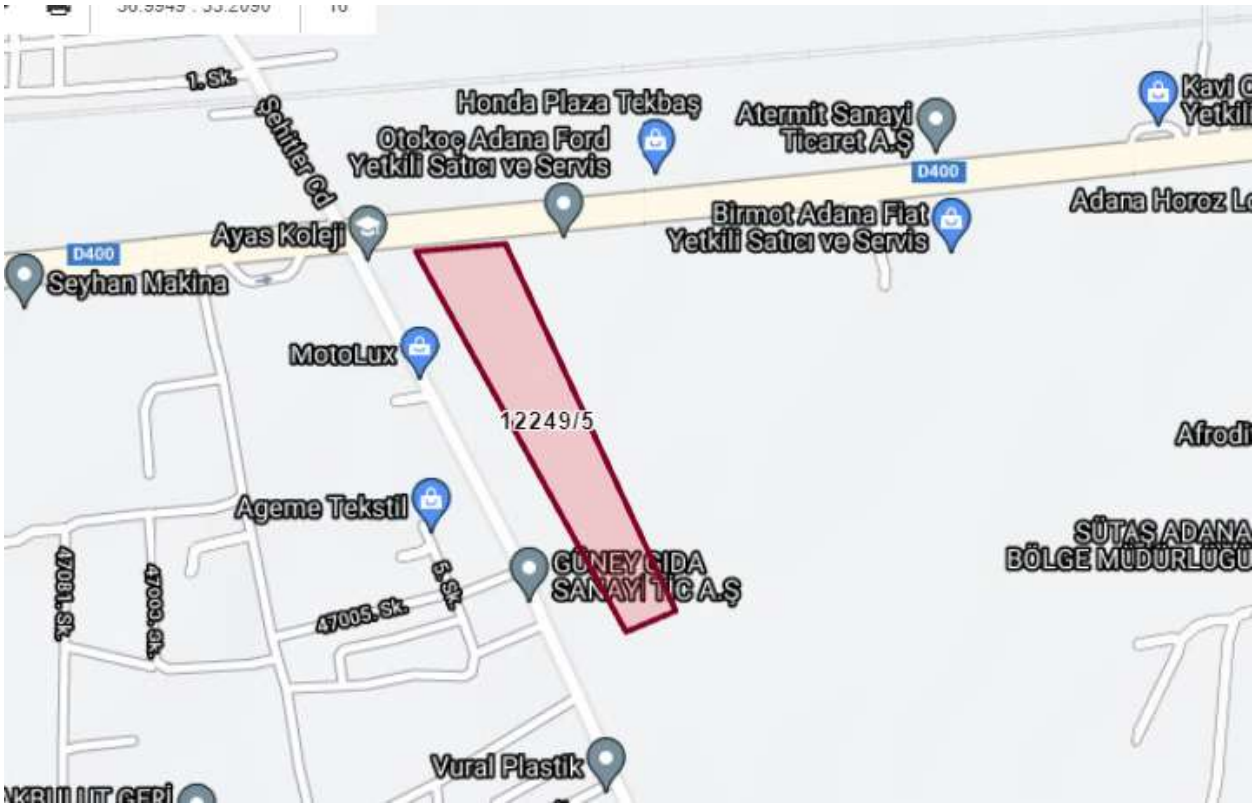 1. Sk.
Şehitler Cd
Honda Plaza Tekbaş
Otokoç Adana Ford
Yetkili Satıcı ve Servis
Atermit Sanayi
Ticaret A.Ş
Kavi
Yetkili
D400
Ayas Koleji
Birmot Adana Fiat
Yetkili Satıcı ve Servis
Adana Horoz
D400
Seyhan Makina
MotoLux
12249/5
Ageme Tekstil
SÜTAŞ ADANA
BÖLGE MÜDÜRLÜĞÜ
GÜNEY GIDA
SANAYİ TİC A.Ş
47081. Sk.
47003. Sk.
5. Sk.
47005. Sk.
Vural Plastik